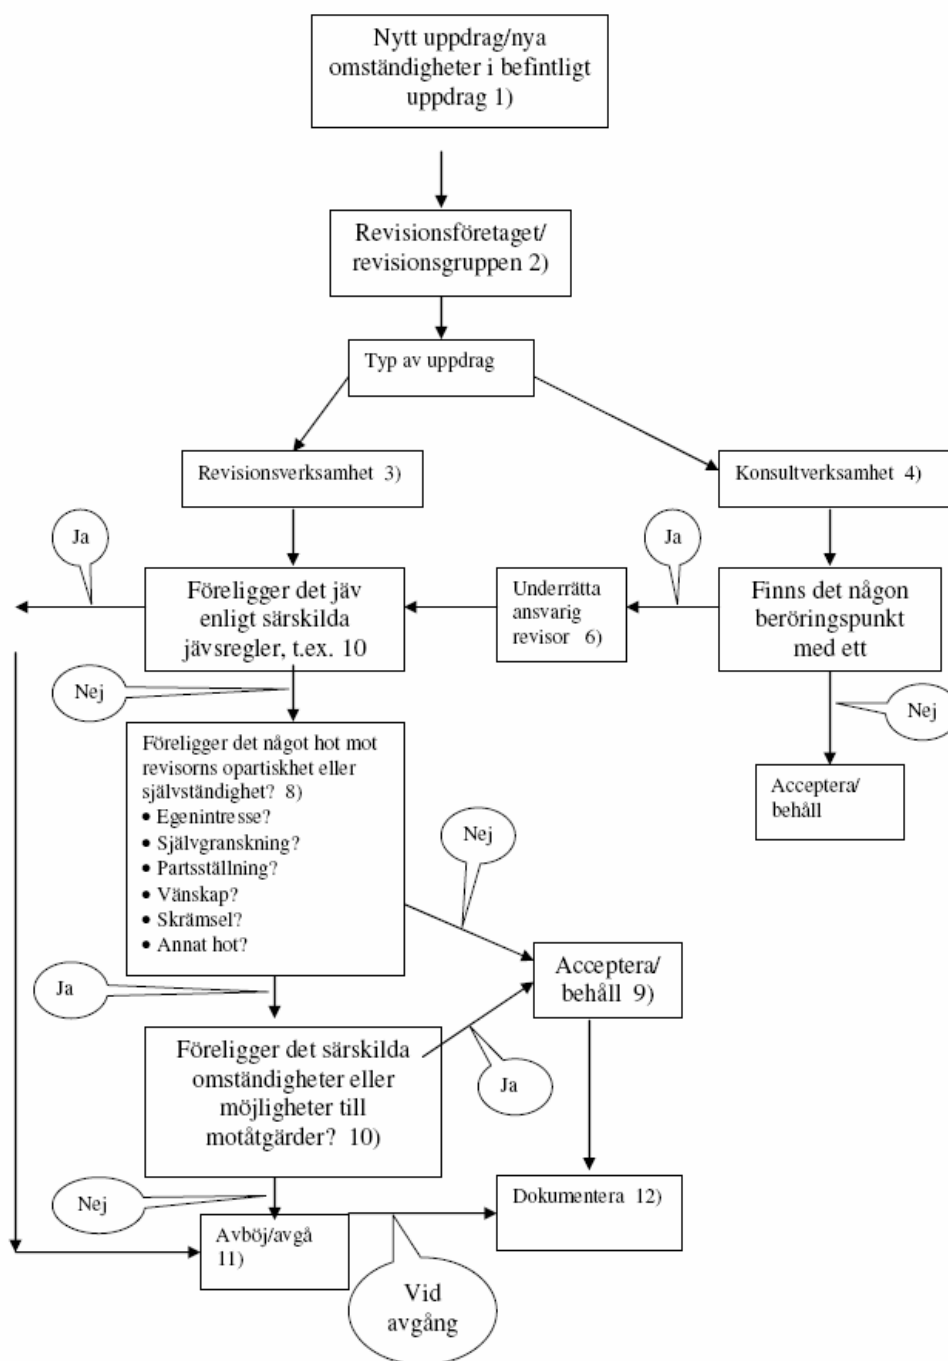 Nytt uppdrag/nya
omständigheter i befintligt
uppdrag 1)
Revisionsföretaget/
revisionsgruppen 2)
Typ av uppdrag
Revisionsverksamhet 3)
Konsultverksamhet 4)
Ja
Ja
Föreligger det jäv
enligt särskilda
jävsregler, t.ex. 10
Underrätta
ansvarig
revisor 6)
Finns det någon
beröringspunkt
med ett
Nej
Nej
Föreligger det något hot mot
revisorns opartiskhet eller
självständighet? 8)
• Egenintresse?
• Självgranskning?
• Partsställning?
• Vänskap?
• Skrämsel?
• Annat hot?
Acceptera/
behåll
Nej
Acceptera/
behåll 9)
Ja
Föreligger det särskilda
omständigheter eller
möjligheter till
motåtgärder? 10)
Ja
Nej
Dokumentera 12)
Avböj/avgå
11)
Vid
avgång